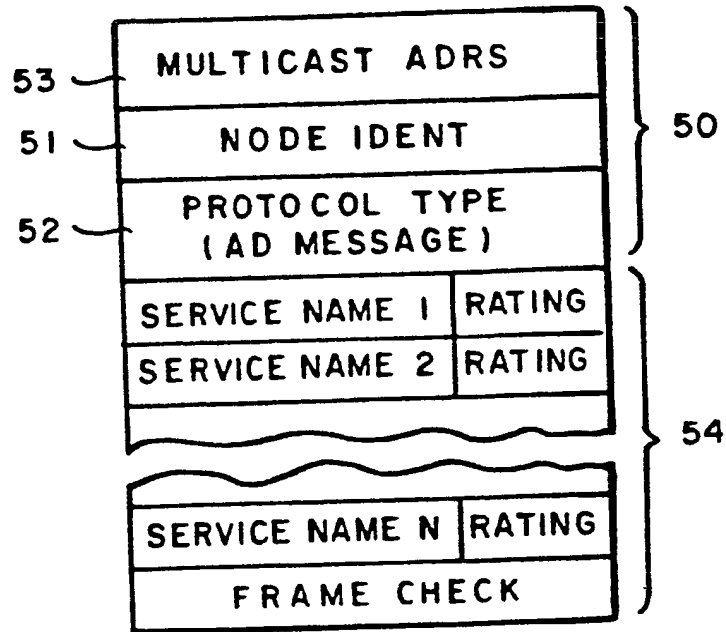 53 MULTICAST ADRS
51 NODE IDENT 50
52 PROTOCOL TYPE
(AD MESSAGE)
SERVICE NAME 1 RATING
SERVICE NAME 2 RATING
54
SERVICE NAME N RATING
FRAME CHECK